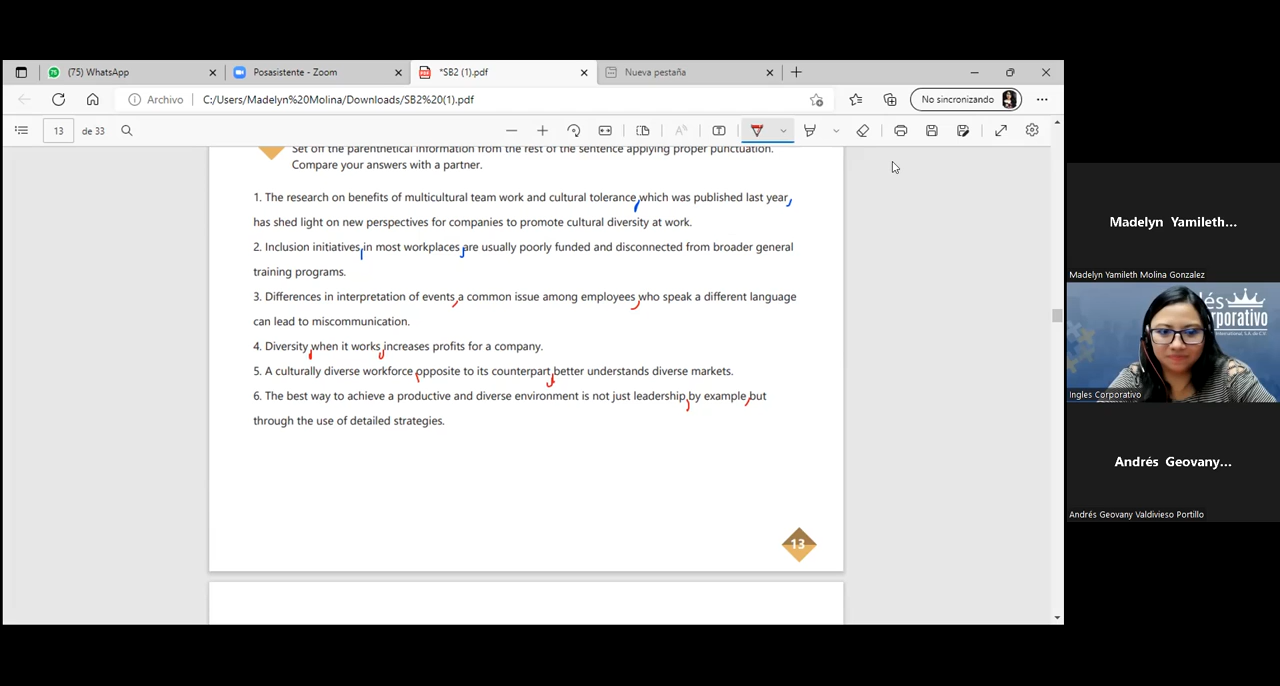 (75) WhatsApp
Posasistente - Zoom
*SB2 (1).pdf
Nueva pestaña
Archivo
C:/Users/Madelyn%20Molina/Downloads/SB2%20(1).pdf
No sincronizando
13
de 33
Set off the parenthetical information from the rest of the sentence applying proper punctuation.
Compare your answers with a partner.
1. The research on benefits of multicultural team work and cultural tolerance, which was published last year,
has shed light on new perspectives for companies to promote cultural diversity at work.
2. Inclusion initiatives, in most workplaces, are usually poorly funded and disconnected from broader general
training programs.
3. Differences in interpretation of events, a common issue among employees, who speak a different language
can lead to miscommunication.
4. Diversity, when it works, increases profits for a company.
5. A culturally diverse workforce, opposite to its counterpart, better understands diverse markets.
6. The best way to achieve a productive and diverse environment is not just leadership, by example, but
through the use of detailed strategies.
13
Madelyn Yamileth...
Madelyn Yamileth Molina Gonzalez
lés
orporativo
International, S.A. de C.V.
Ingles Corporativo
Andrés Geovany...
Andrés Geovany Valdivieso Portillo